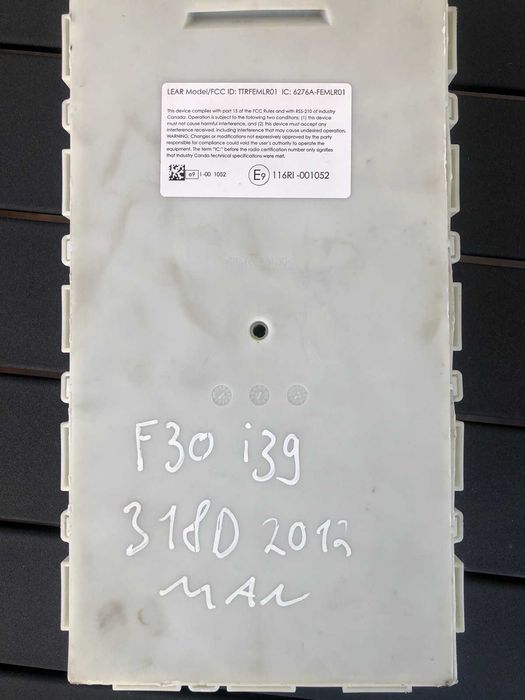 LEAR Model/FCC ID: TTRFEMLR01 IC: 6276A-FEMLR01
This device complies with part 15 of the FCC Rules and with RSS-210 of Industry
Canada. Operation is subject to the following two conditions: (1) this device
must not cause harmful interference, and (2) this device must accept any
interference received, including interference that may cause undesired operation.
WARNING: Changes or modifications not expressively approved by the party
responsible for compliance could void the user's authority to operate the
equipment. The term "IC:" before the radio certification number only signifies
that Industry Canda technical specifications were met.
e9 I-00 1052 E9 116RI -001052
F30 i39
318D 2012
MAN